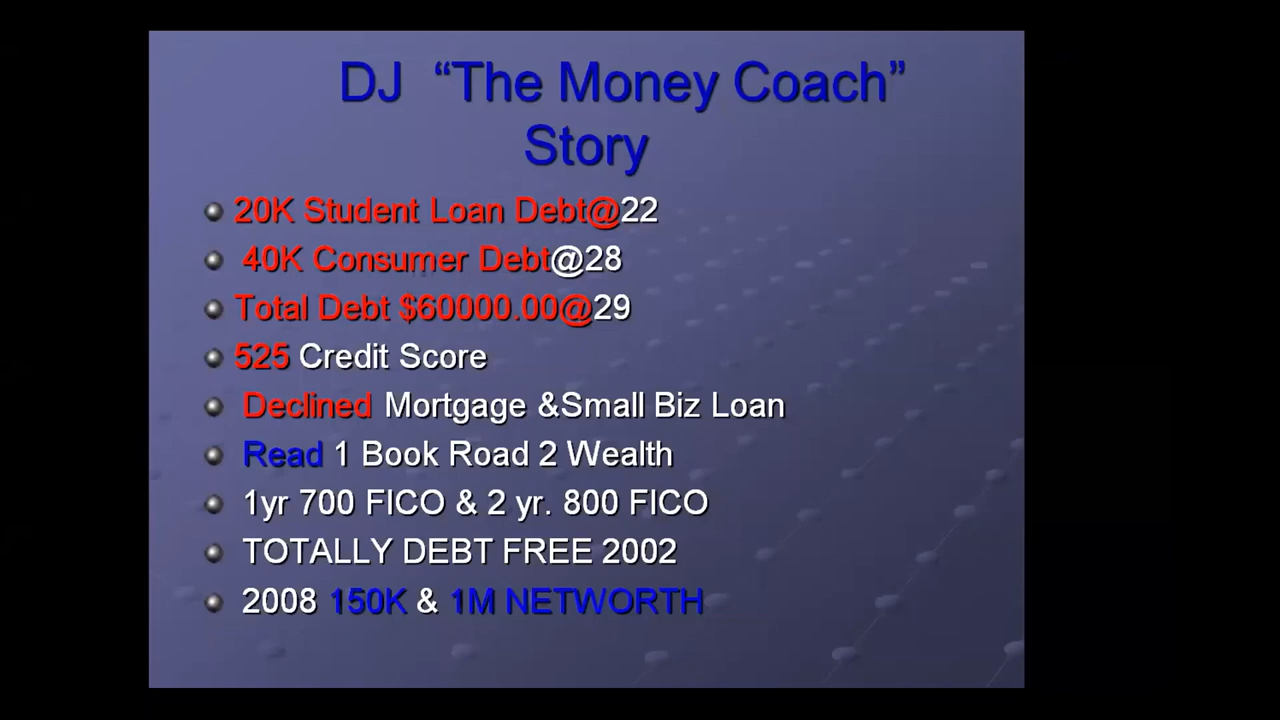 DJ “The Money Coach”
Story
20K Student Loan Debt@22
40K Consumer Debt@28
Total Debt $60000.00@29
525 Credit Score
Declined Mortgage &Small Biz Loan
Read 1 Book Road 2 Wealth
1yr 700 FICO & 2 yr. 800 FICO
TOTALLY DEBT FREE 2002
2008 150K & 1M NETWORTH